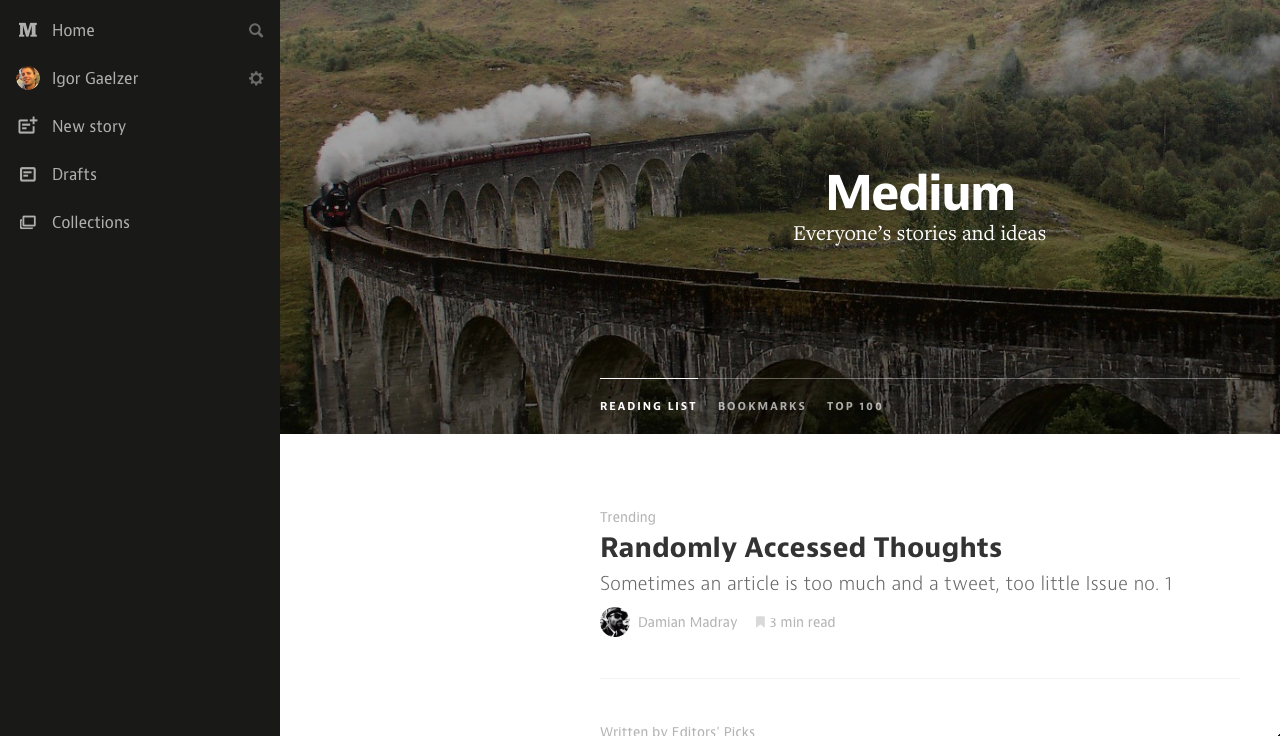 M Home
Igor Gaelzer
New story
Drafts
Collections
Medium
Everyone’s stories and ideas
READING LIST BOOKMARKS TOP 100
Trending
Randomly Accessed Thoughts
Sometimes an article is too much and a tweet, too little Issue no. 1
Damian Madray 3 min read
Written by Editors' Picks